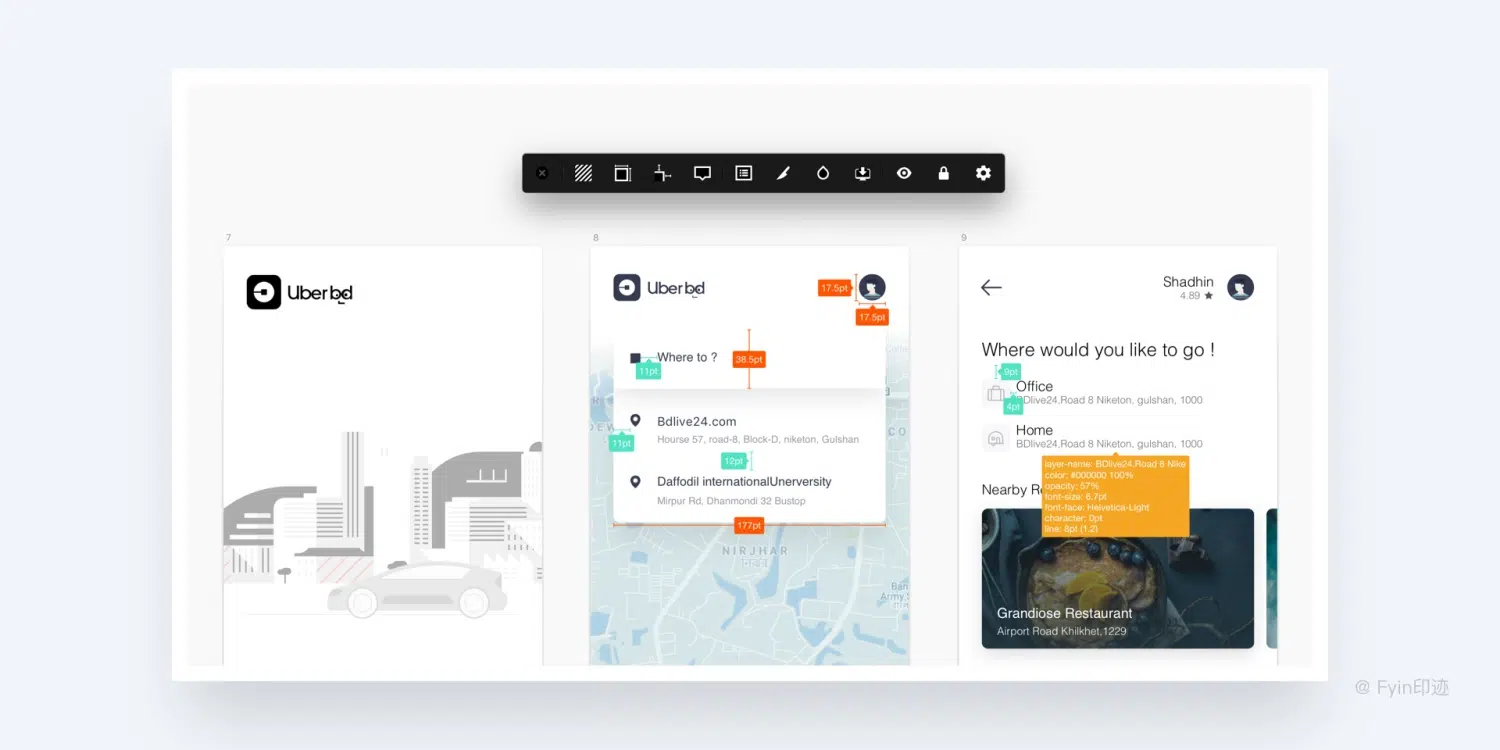 7
Uber bd
8
Uber bd
17.5pt
17.5pt
Where to ?
38.5pt
11pt
Bdlive24.com
Hourse 57, road-8, Block-D, niketon, Gulshan
11pt
12pt
Daffodil internationalUnerversity
Mirpur Rd, Dhanmondi 32 Bustop
177pt
NIRJHAR
Ban
Army S
CO
DEW
9
Shadhin
4.89
Where would you like to go !
9pt
Office
BDlive24,Road 8 Niketon, gulshan, 1000
4pt
Home
BDlive24,Road 8 Niketon, gulshan, 1000
layer-name: BDlive24,Road 8 Nike
color: #000000 100%
opacity: 57%
font-size: 6.7pt
font-face: Helvetica-Light
character: 0pt
line: 8pt (1.2)
Nearby
Grandiose Restaurant
Airport Road Khilkhet,1229
@ Fyin印迹